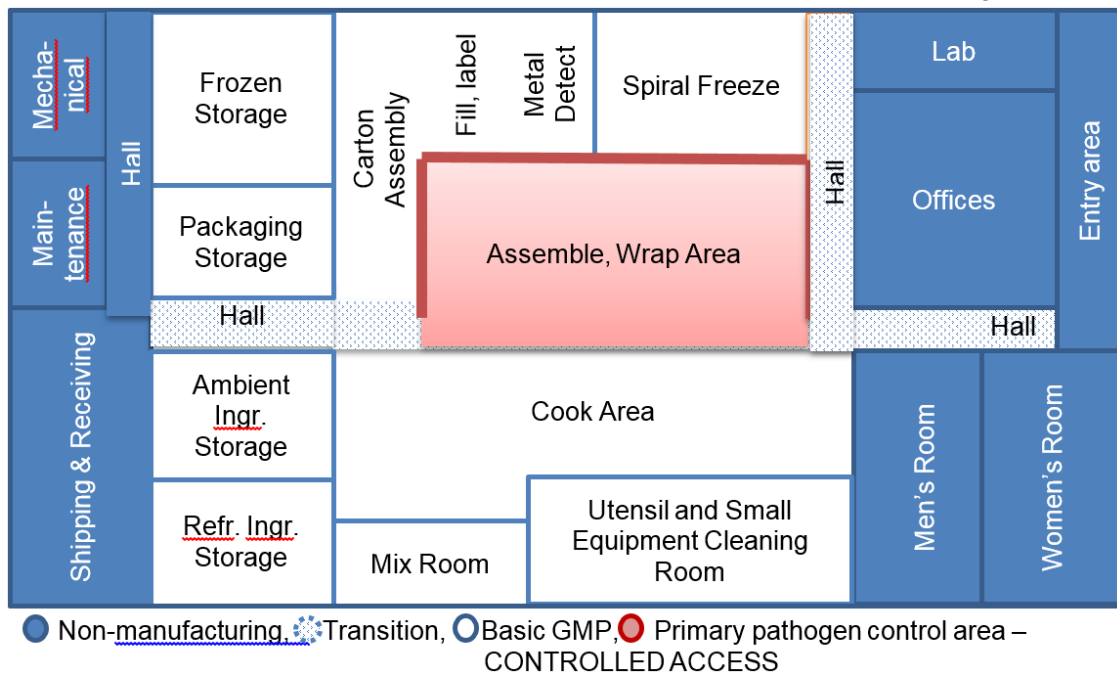 Mecha-
nical
Hall
Frozen
Storage
Carton
Assembly
Fill, label
Metal
Detect
Spiral Freeze
Hall
Lab
Offices
Entry area
Main-
tenance
Packaging
Storage
Assemble, Wrap Area
Hall
Hall
Shipping & Receiving
Ambient
Ingr.
Storage
Cook Area
Men's Room
Women's Room
Refr. Ingr.
Storage
Mix Room
Utensil and Small
Equipment Cleaning
Room
Non-manufacturing, Transition, Basic GMP, Primary pathogen control area –
CONTROLLED ACCESS